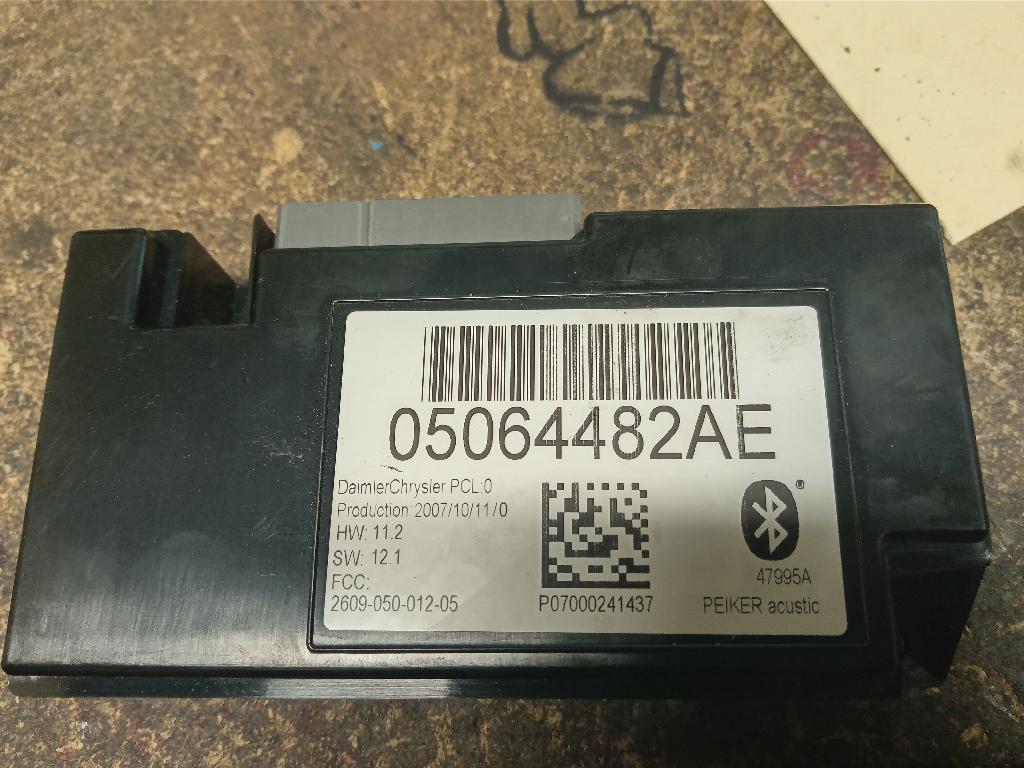 05064482AE
DaimlerChrysler PCL:0
Production: 2007/10/11/0
HW: 11.2
SW: 12.1
FCC:
2609-050-012-05
P07000241437
®
47995A
PEIKER acustic